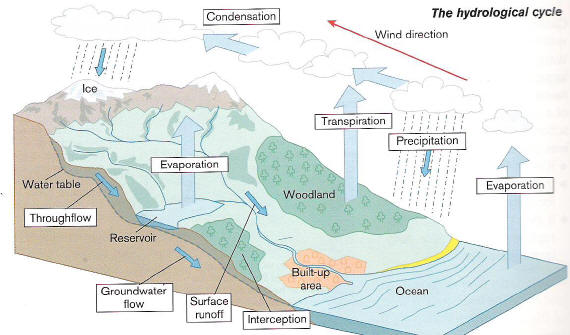 The hydrological cycle
Condensation
Wind direction
Ice
Transpiration
Precipitation
Evaporation
Evaporation
Water table
Woodland
Throughflow
Reservoir
Built-up
area
Ocean
Groundwater
flow
Surface
runoff
Interception